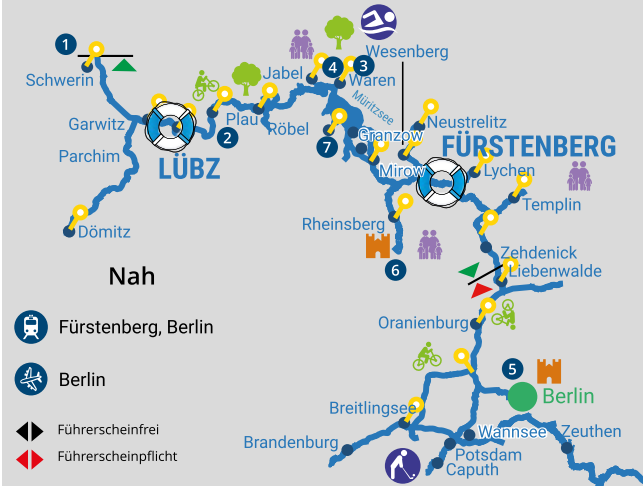 Wesenberg
1
4
3
Schwerin
Jabel
Waren
Müritzsee
Garwitz
Plau
Röbel
2
Neustrelitz
Granzow
7
FÜRSTENBERG
Parchim
LÜBZ
Mirow
Lychen
Templin
Dömitz
Rheinsberg
Zehdenick
6
Liebenwalde
Nah
Fürstenberg, Berlin
Oranienburg
5
Berlin
Berlin
Breitlingsee
Führerscheinfrei
Wannsee
Zeuthen
Brandenburg
Führerscheinpflicht
Potsdam
Caputh